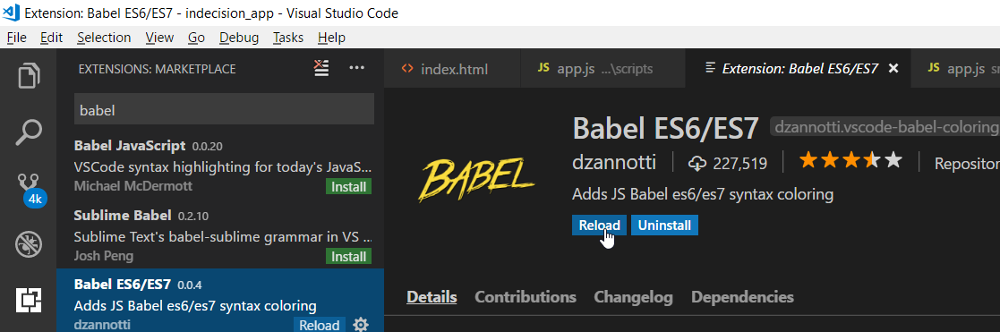 Extension: Babel ES6/ES7 - indecision_app - Visual Studio Code
File Edit Selection View Go Debug Tasks Help
EXTENSIONS: MARKETPLACE
babel
Babel JavaScript 0.0.20
VSCode syntax highlighting for today's JavaS...
Michael McDermott Install
Sublime Babel 0.2.10
Sublime Text's babel-sublime grammar in VS ...
Josh Peng Install
Babel ES6/ES7 0.0.4
Adds JS Babel es6/es7 syntax coloring
dzannotti Reload
4k
<> index.html JS app.js ...\scripts Extension: Babel ES6/ES7 × JS app.js
BABEL
Babel ES6/ES7 dzannotti.vscode-babel-coloring
dzannotti 227,519 Repositor
Adds JS Babel es6/es7 syntax coloring
Reload Uninstall
Details Contributions Changelog Dependencies